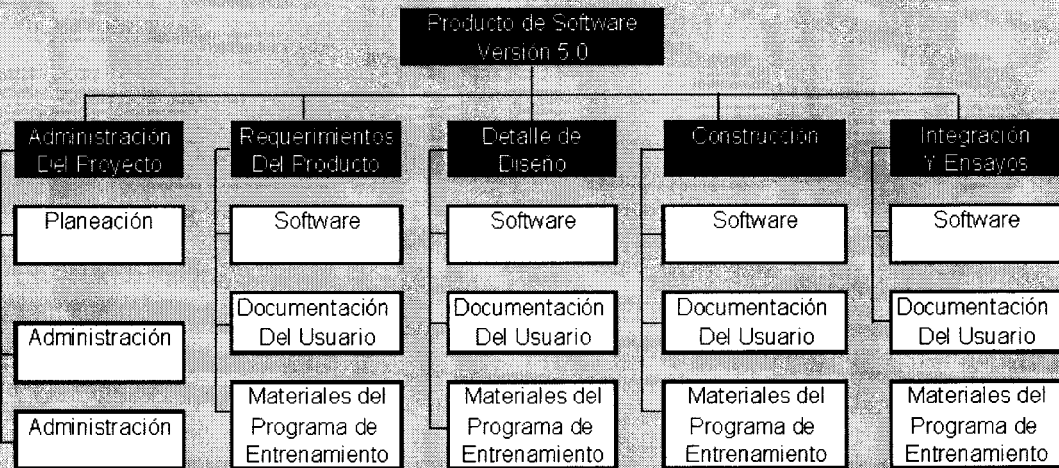 Producto de Software
Versión 5.0
Administración
Del Proyecto
Requerimientos
Del Producto
Detalle de
Diseño
Construcción
Integración
Y Ensayos
Planeación
Software
Software
Software
Software
Administración
Documentación
Del Usuario
Documentación
Del Usuario
Documentación
Del Usuario
Documentación
Del Usuario
Administración
Materiales del
Programa de
Entrenamiento
Materiales del
Programa de
Entrenamiento
Materiales del
Programa de
Entrenamiento
Materiales del
Programa de
Entrenamiento